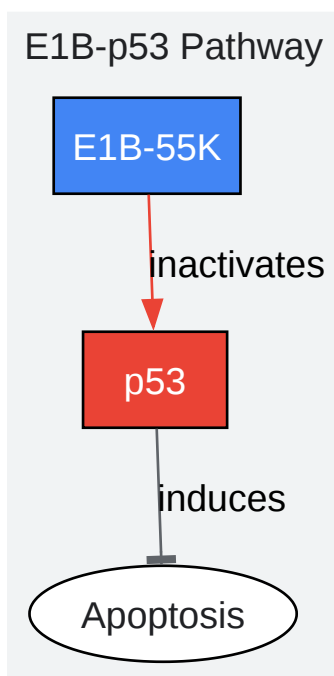 E1B-p53 Pathway
E1B-55K
inactivates
p53
induces
Apoptosis